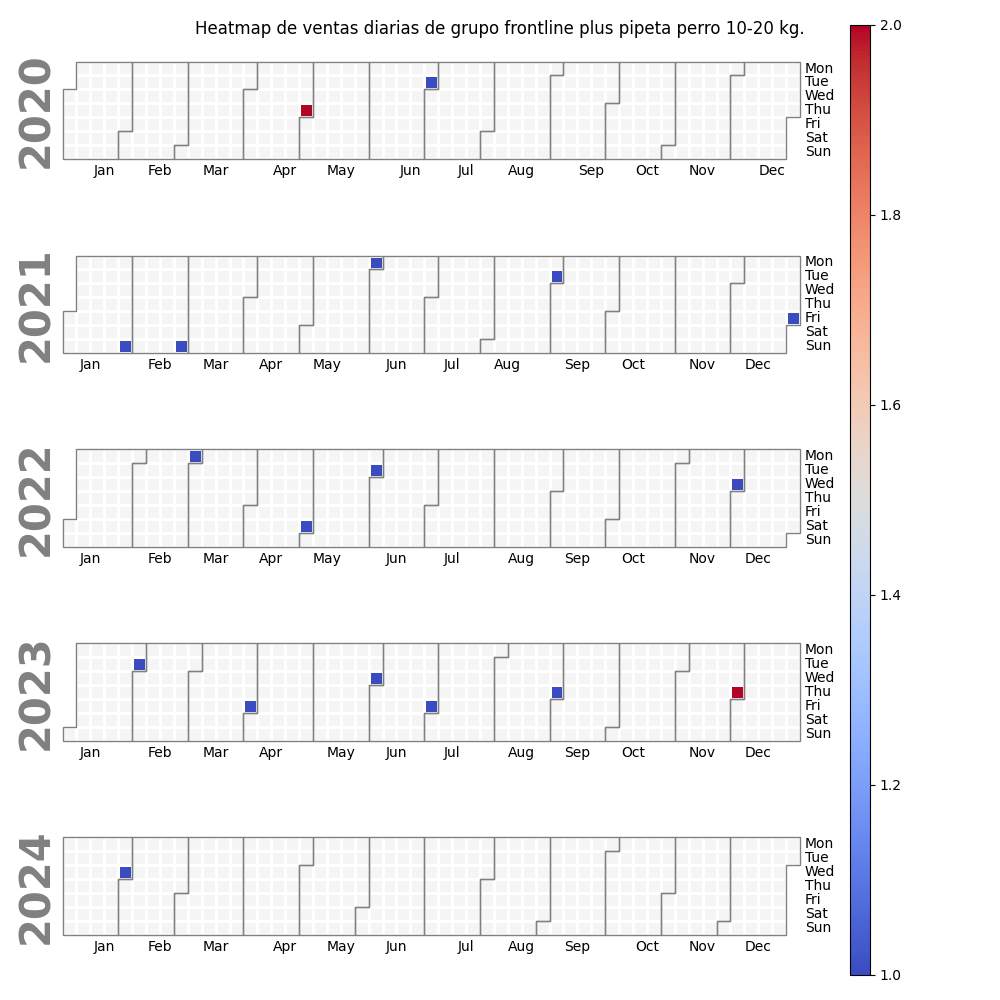 Heatmap de ventas diarias de grupo frontline plus pipeta perro 10-20 kg.
2020
Mon
Tue
Wed
Thu
Fri
Sat
Sun
Jan Feb Mar Apr May Jun Jul Aug Sep Oct Nov Dec
2021
Mon
Tue
Wed
Thu
Fri
Sat
Sun
Jan Feb Mar Apr May Jun Jul Aug Sep Oct Nov Dec
2022
Mon
Tue
Wed
Thu
Fri
Sat
Sun
Jan Feb Mar Apr May Jun Jul Aug Sep Oct Nov Dec
2023
Mon
Tue
Wed
Thu
Fri
Sat
Sun
Jan Feb Mar Apr May Jun Jul Aug Sep Oct Nov Dec
2024
Mon
Tue
Wed
Thu
Fri
Sat
Sun
Jan Feb Mar Apr May Jun Jul Aug Sep Oct Nov Dec
2.0
1.8
1.6
1.4
1.2
1.0